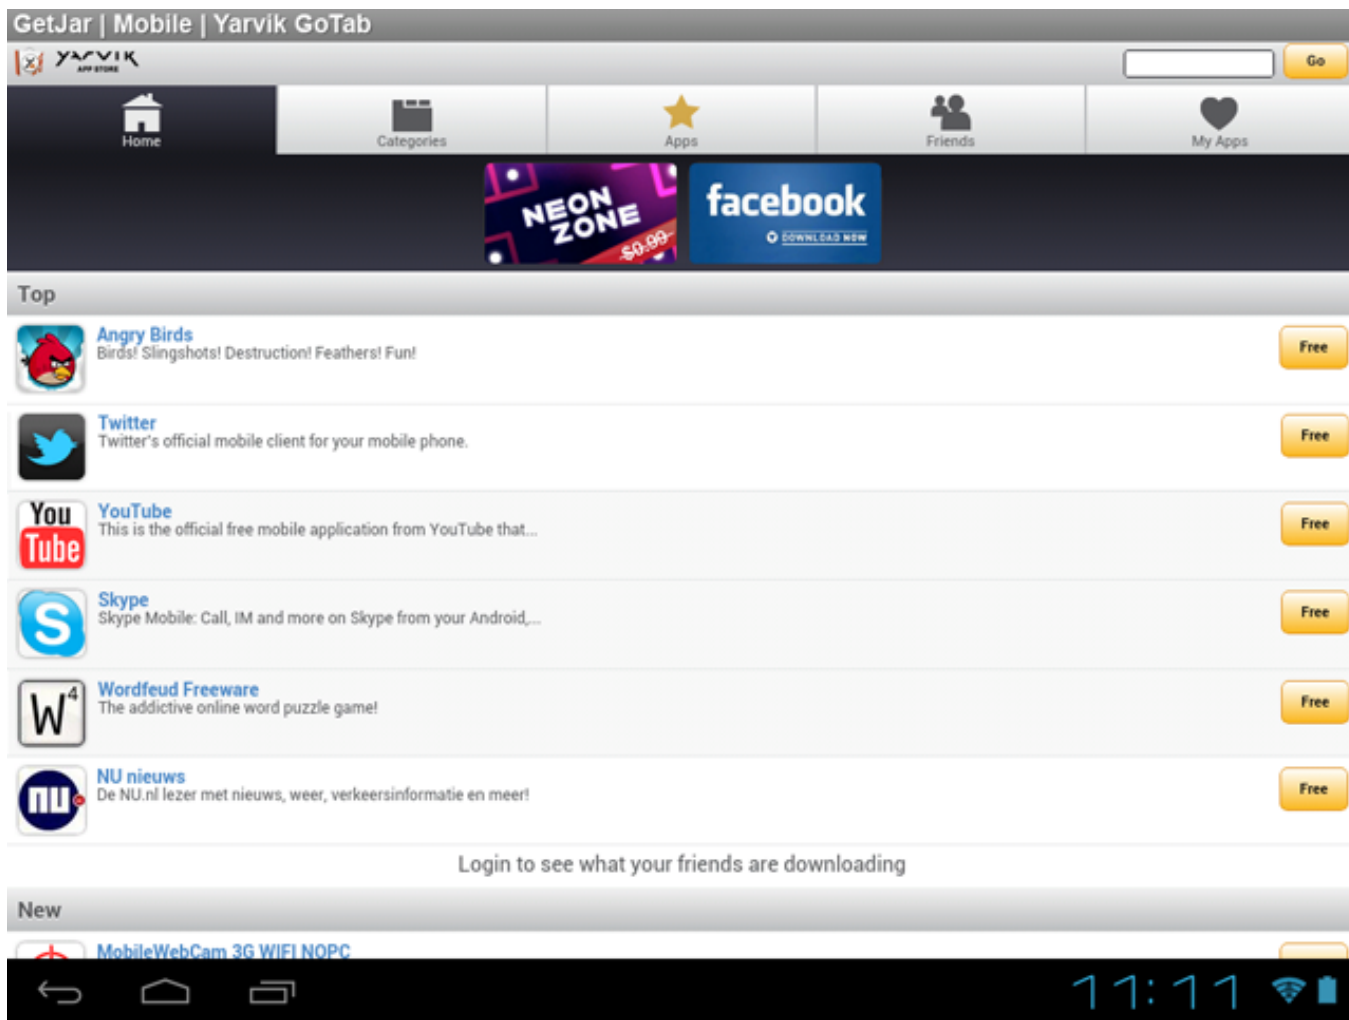 GetJar | Mobile | Yarvik GoTab
YARVIK
APP STORE
Go
Home
Categories
Apps
Friends
My Apps
NEON
ZONE
$0.99
facebook
DOWNLOAD NOW
Top
Angry Birds
Birds! Slingshots! Destruction! Feathers! Fun!
Free
Twitter
Twitter's official mobile client for your mobile phone.
Free
You
Tube
YouTube
This is the official free mobile application from YouTube that...
Free
S
Skype
Skype Mobile: Call, IM and more on Skype from your Android,...
Free
W4
Wordfeud Freeware
The addictive online word puzzle game!
Free
nu
NU nieuws
De NU.nl lezer met nieuws, weer, verkeersinformatie en meer!
Free
Login to see what your friends are downloading
New
MobileWebCam 3G WIFI NOPC
11:11